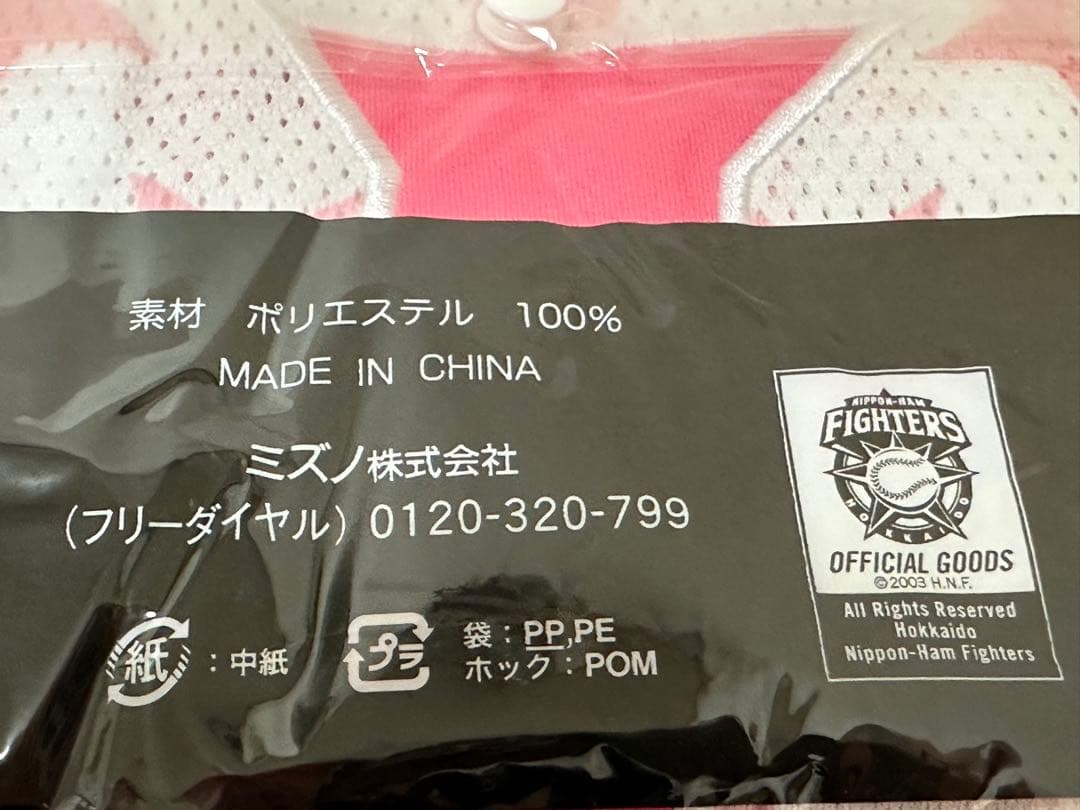 素材 ポリエステル 100%
MADE IN CHINA
ミズノ株式会社
(フリーダイヤル) 0120-320-799
紙 : 中紙
プラ
袋 : PP,PE
ホック : POM
NIPPON-HAM
FIGHTERS
HOKKAIDO
OFFICIAL GOODS
©2003 H.N.F.
All Rights Reserved
Hokkaido
Nippon-Ham Fighters